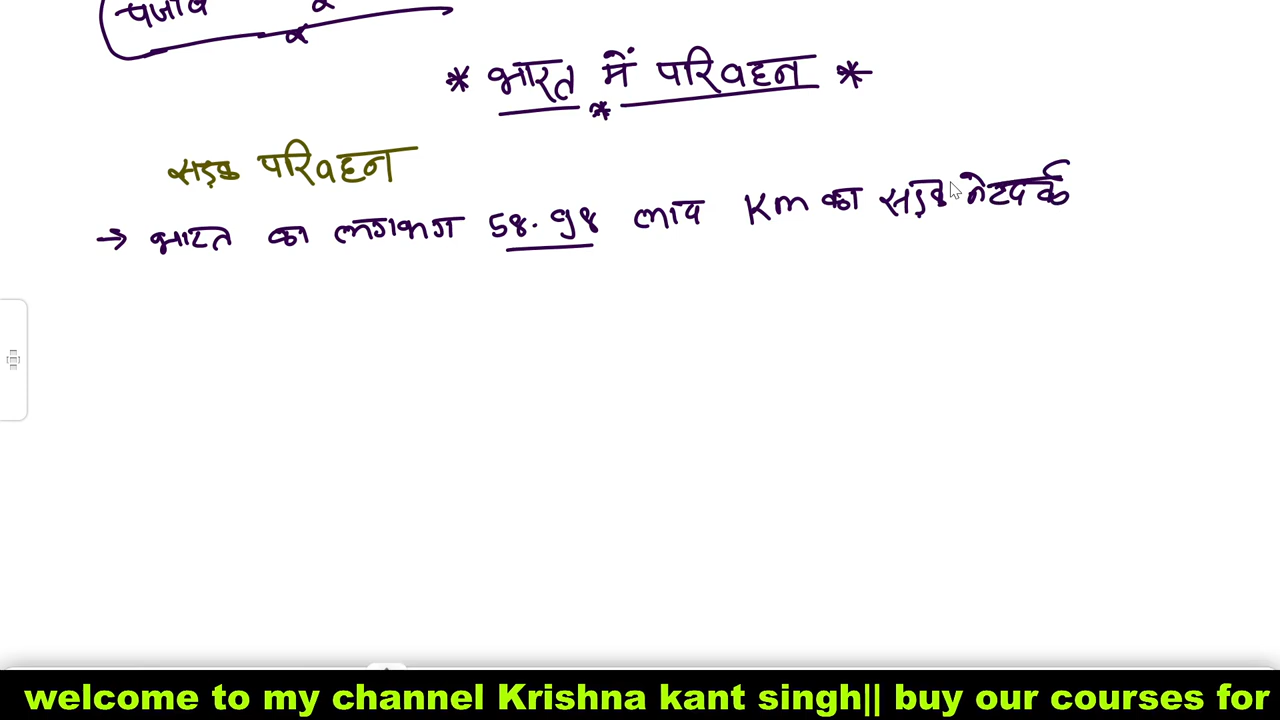 पंजाब
* भारत में परिवहन *
*
सड़क परिवहन
→ भारत का लगभग 58.98 लाख Km का सड़क नेटवर्क
welcome to my channel Krishna kant singh|| buy our courses for